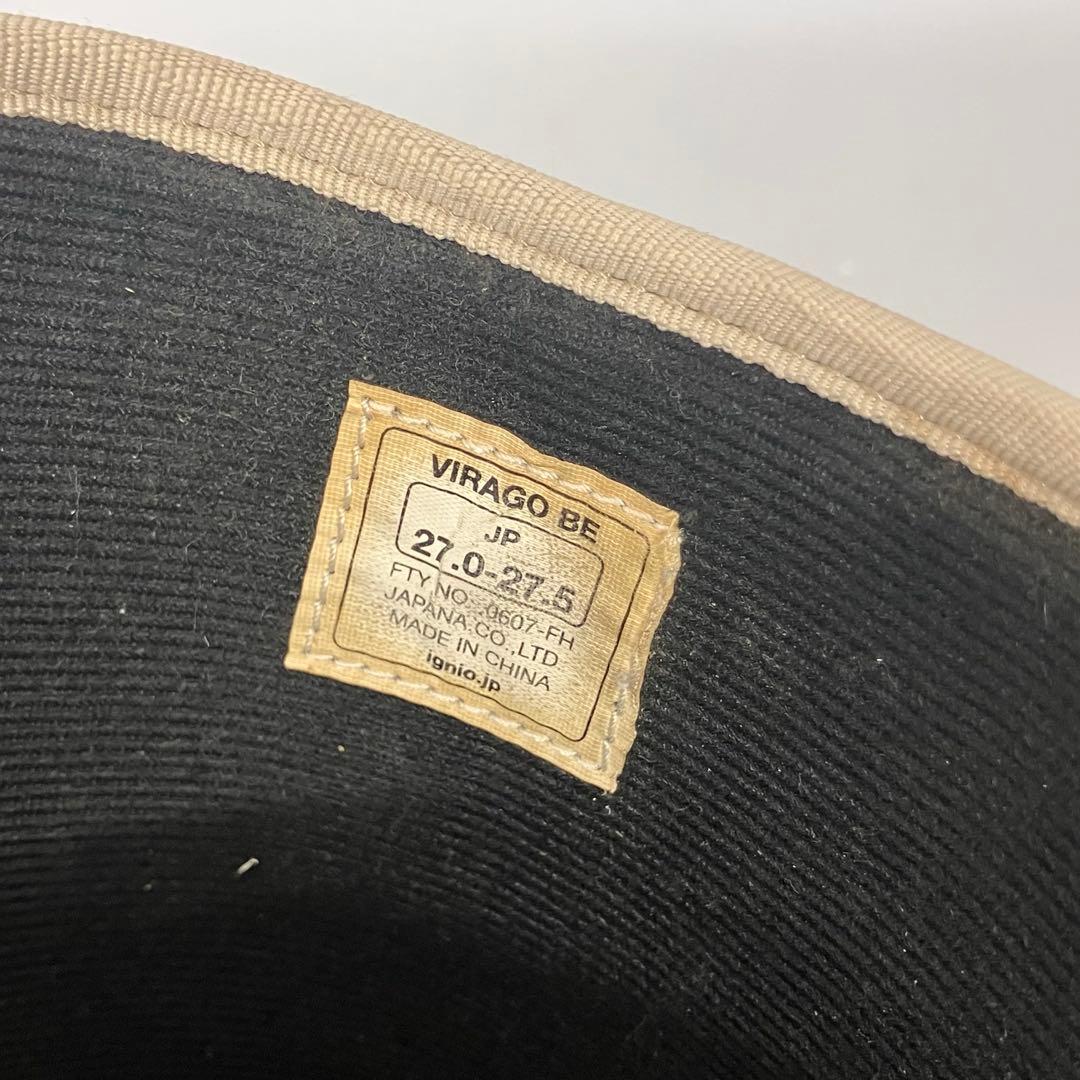 VIRAGO BE
JP
27.0-27.5
FTY NO.:0607-FH
JAPANA.CO.,LTD
MADE IN CHINA
ignio.jp